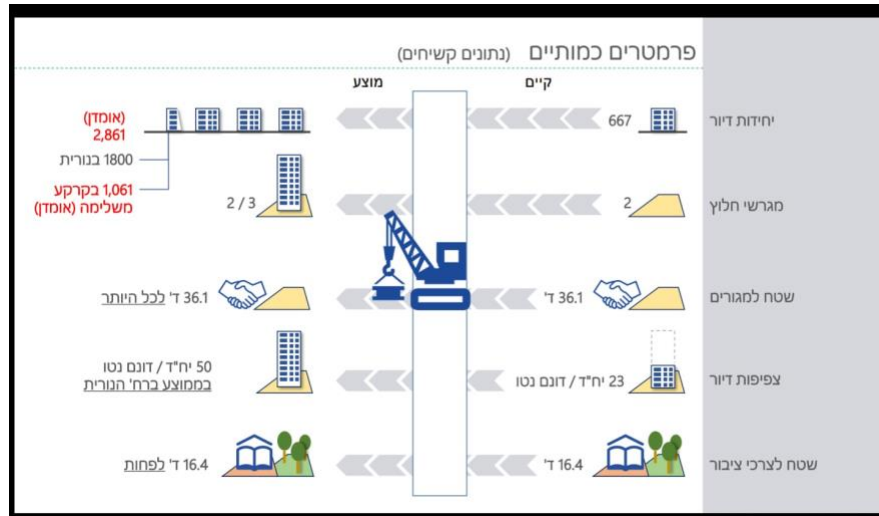 פרמטרים כמותיים (נתונים קשיחים)
קיים
מוצע
יחידות דיור
667
(אומדן)
2,861
1800 בנורית
1,061 בקרקע
משלימה (אומדן)
מגרשי חלוץ
2
2 / 3
שטח למגורים
36.1 ד'
36.1 ד' לכל היותר
צפיפות דיור
23 יח"ד / דונם נטו
50 יח"ד / דונם נטו
בממוצע ברח' הנורית
שטח לצרכי ציבור
16.4 ד'
16.4 ד' לפחות